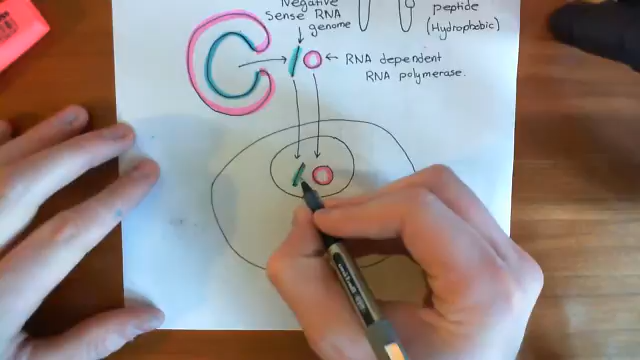 Negative
Sense RNA
genome
peptide
(Hydrophobic)
RNA dependent
RNA polymerase.